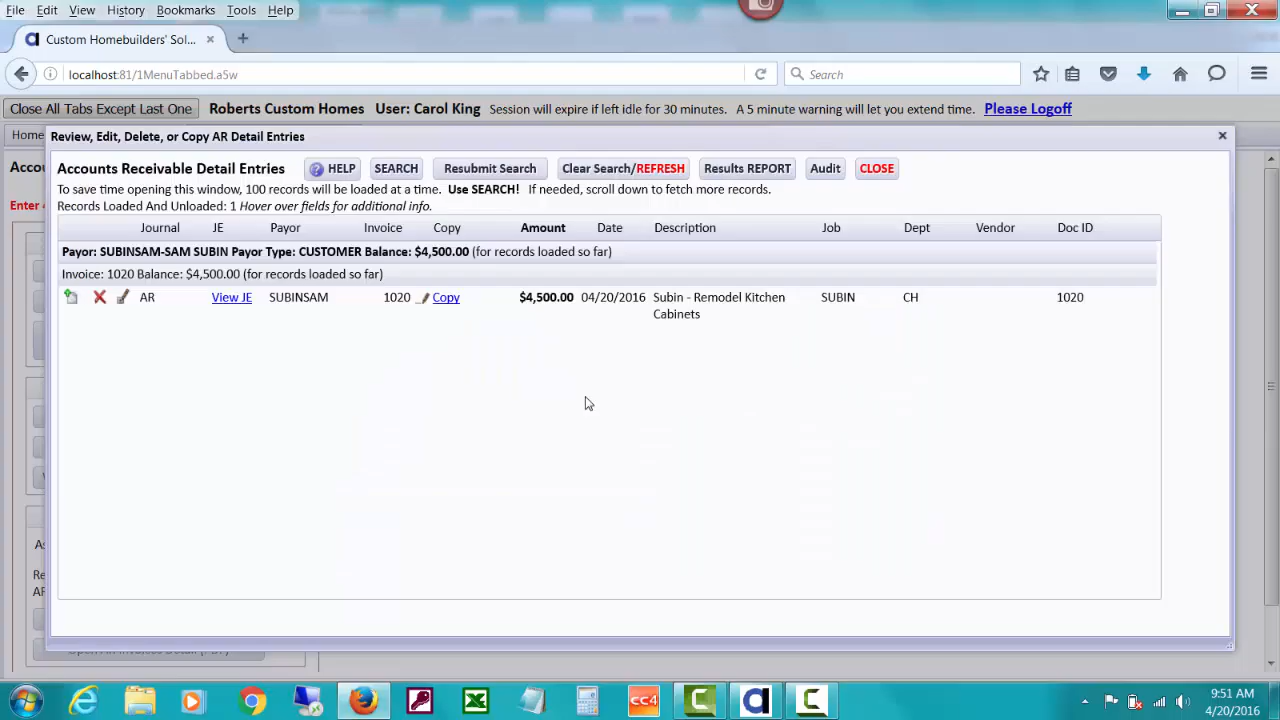 File Edit View History Bookmarks Tools Help
Custom Homebuilders' Sol... × +
localhost:81/1MenuTabbed.a5w Search
Close All Tabs Except Last One Roberts Custom Homes User: Carol King Session will expire if left idle for 30 minutes. A 5 minute warning will let you extend time. Please Logoff
Home
Review, Edit, Delete, or Copy AR Detail Entries ×
Accounts Receivable Detail Entries ? HELP SEARCH Resubmit Search Clear Search/REFRESH Results REPORT Audit CLOSE
To save time opening this window, 100 records will be loaded at a time. Use SEARCH! If needed, scroll down to fetch more records.
Records Loaded And Unloaded: 1 Hover over fields for additional info.
Journal JE Payor Invoice Copy Amount Date Description Job Dept Vendor Doc ID
Payor: SUBINSAM-SAM SUBIN Payor Type: CUSTOMER Balance: $4,500.00 (for records loaded so far)
Invoice: 1020 Balance: $4,500.00 (for records loaded so far)
AR View JE SUBINSAM 1020 Copy $4,500.00 04/20/2016 Subin - Remodel Kitchen SUBIN CH 1020
Cabinets
Acco
Enter
As
Re
AR
CC4
9:51 AM
4/20/2016